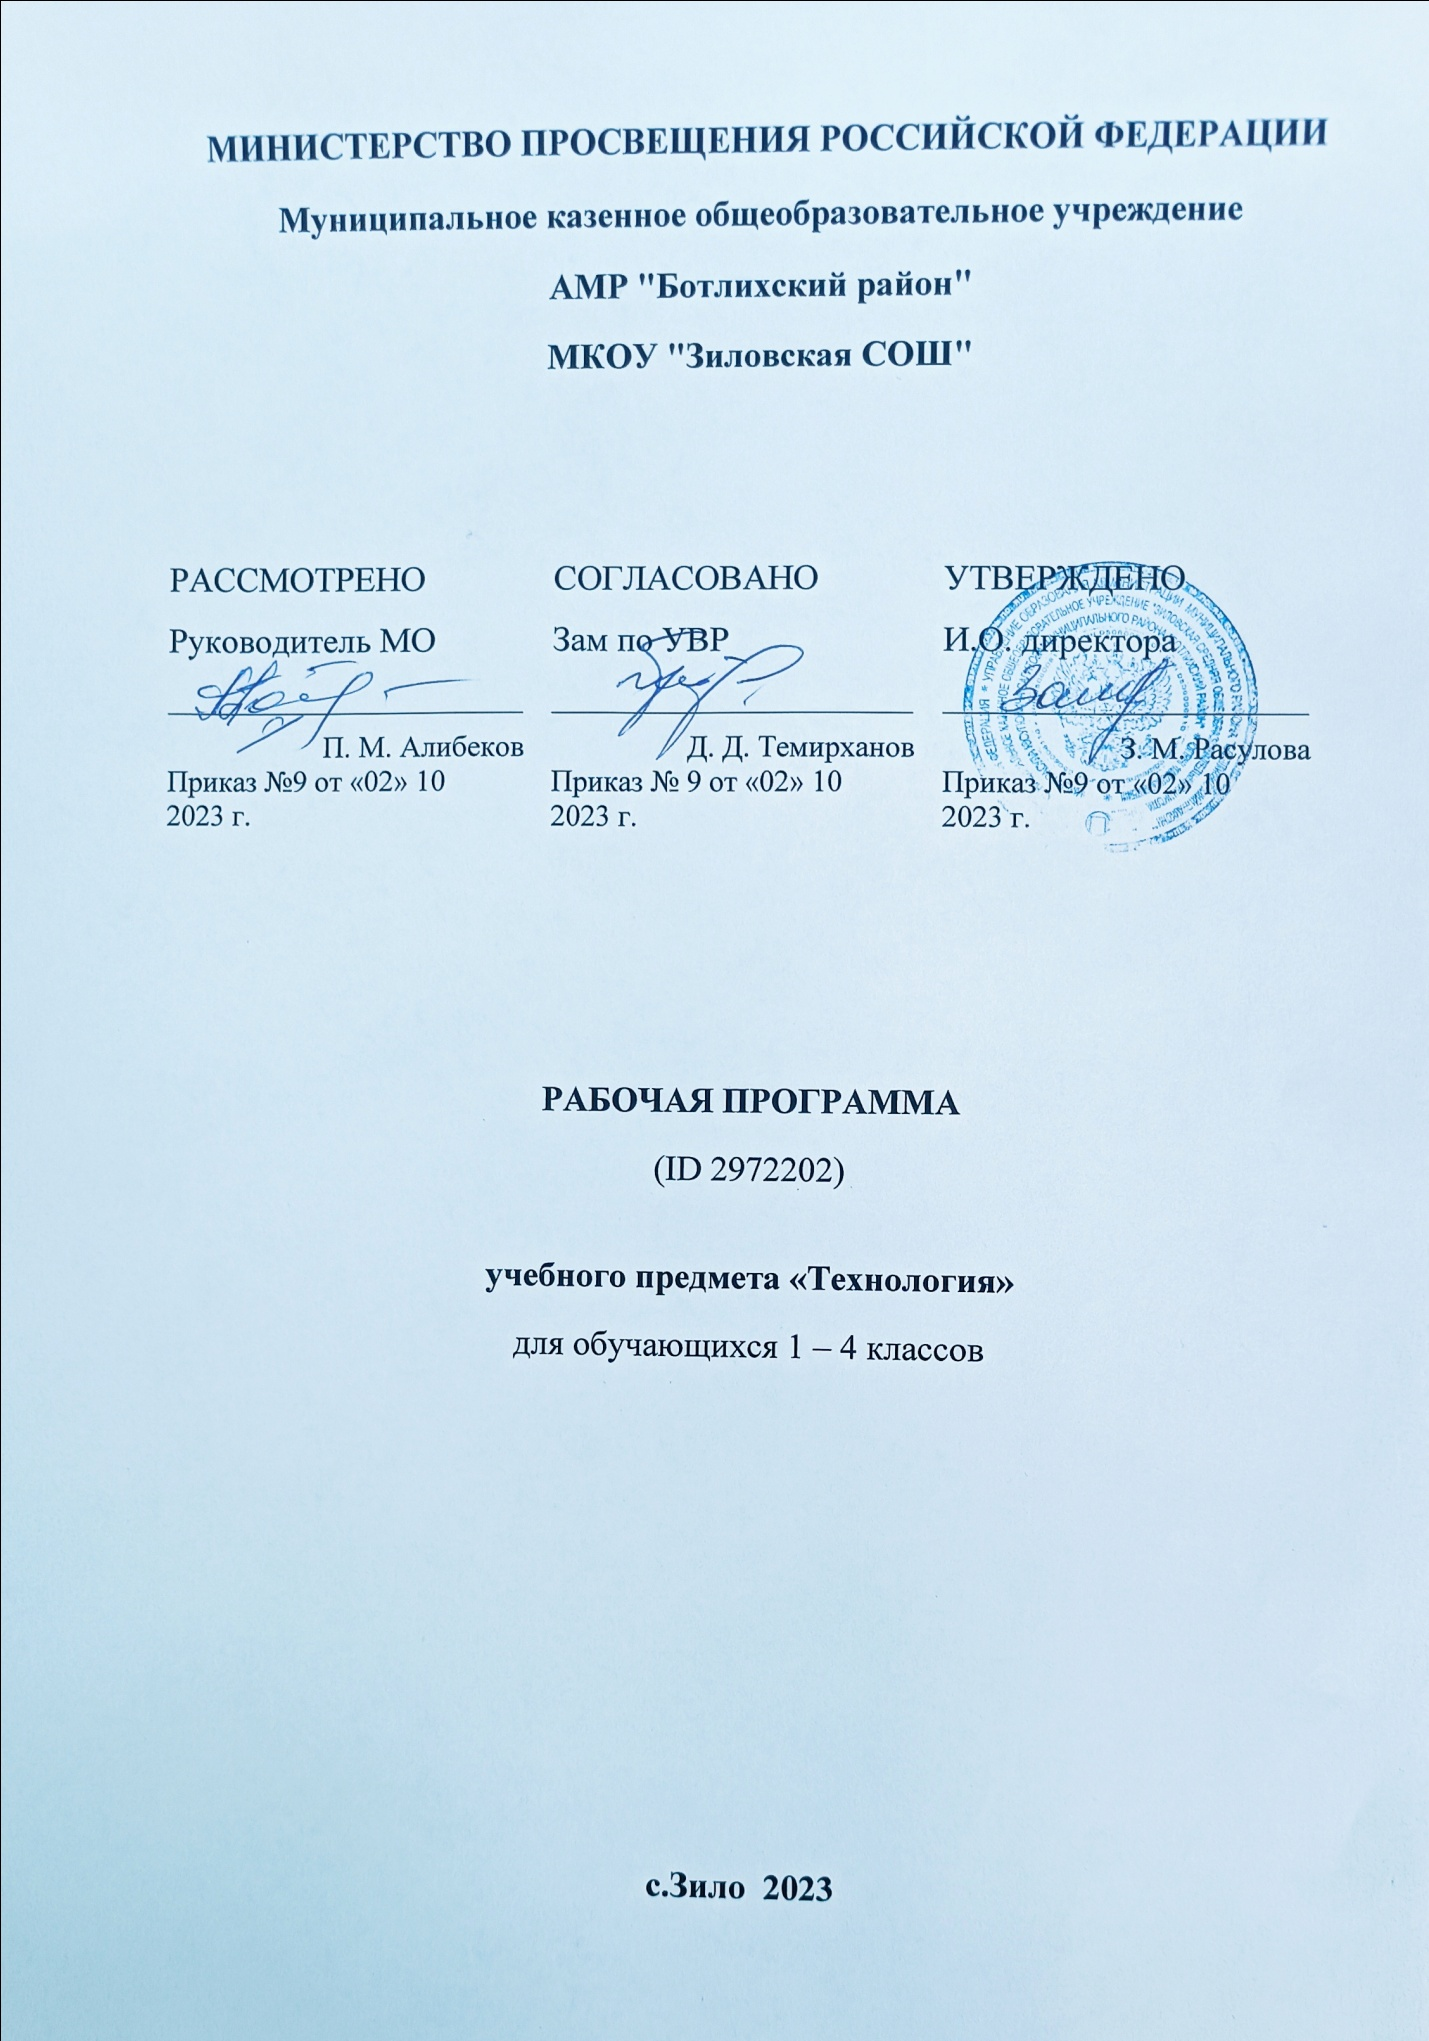 МИНИСТЕРСТВО ПРОСВЕЩЕНИЯ РОССИЙСКОЙ ФЕДЕРАЦИИ
Муниципальное казенное общеобразовательное учреждение
АМР "Ботлихский район"
МКОУ "Зиловская СОШ"
РАССМОТРЕНО
Руководитель МО
П. М. Алибеков
Приказ №9 от «02» 10
2023 г.
СОГЛАСОВАНО
Зам по УВР
Д. Д. Темирханов
Приказ № 9 от «02» 10
2023 г.
УТВЕРЖДЕНО
И.О. директора
З. М. Расулова
Приказ №9 от «02» 10
2023 г.
РАБОЧАЯ ПРОГРАММА
(ID 2972202)
учебного предмета «Технология»
для обучающихся 1 – 4 классов
с.Зило 2023